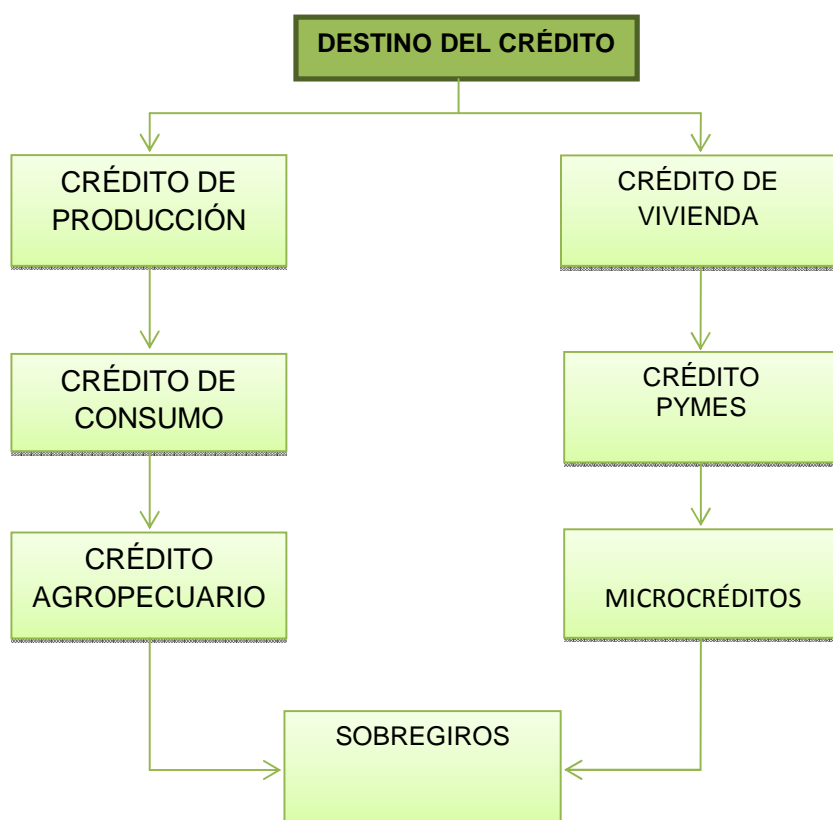 DESTINO DEL CRÉDITO
CRÉDITO DE
PRODUCCIÓN
CRÉDITO DE
VIVIENDA
CRÉDITO DE
CONSUMO
CRÉDITO
PYMES
CRÉDITO
AGROPECUARIO
MICROCRÉDITOS
SOBREGIROS